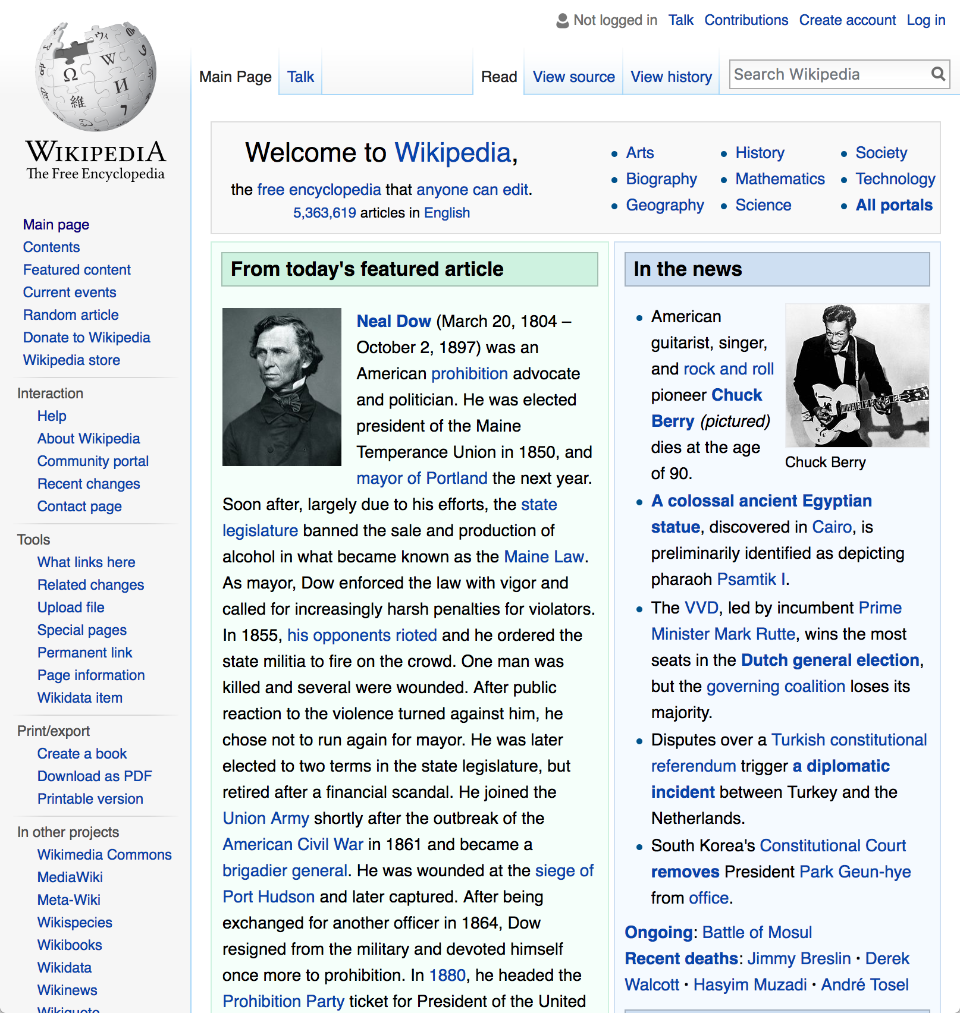 Not logged in Talk Contributions Create account Log in
Main Page Talk Read View source View history Search Wikipedia
WIKIPEDIA
The Free Encyclopedia
Main page
Contents
Featured content
Current events
Random article
Donate to Wikipedia
Wikipedia store
Interaction
Help
About Wikipedia
Community portal
Recent changes
Contact page
Tools
What links here
Related changes
Upload file
Special pages
Permanent link
Page information
Wikidata item
Print/export
Create a book
Download as PDF
Printable version
In other projects
Wikimedia Commons
MediaWiki
Meta-Wiki
Wikispecies
Wikibooks
Wikidata
Wikinews
Wikiquote
Welcome to Wikipedia,
the free encyclopedia that anyone can edit.
5,363,619 articles in English
• Arts
• Biography
• Geography
• History
• Mathematics
• Science
• Society
• Technology
• All portals
From today's featured article
Neal Dow (March 20, 1804 –
October 2, 1897) was an
American prohibition advocate
and politician. He was elected
president of the Maine
Temperance Union in 1850, and
mayor of Portland the next year.
Soon after, largely due to his efforts, the state
legislature banned the sale and production of
alcohol in what became known as the Maine Law.
As mayor, Dow enforced the law with vigor and
called for increasingly harsh penalties for violators.
In 1855, his opponents rioted and he ordered the
state militia to fire on the crowd. One man was
killed and several were wounded. After public
reaction to the violence turned against him, he
chose not to run again for mayor. He was later
elected to two terms in the state legislature, but
retired after a financial scandal. He joined the
Union Army shortly after the outbreak of the
American Civil War in 1861 and became a
brigadier general. He was wounded at the siege of
Port Hudson and later captured. After being
exchanged for another officer in 1864, Dow
resigned from the military and devoted himself
once more to prohibition. In 1880, he headed the
Prohibition Party ticket for President of the United
In the news
• American
guitarist, singer,
and rock and roll
pioneer Chuck
Berry (pictured)
dies at the age
of 90.
Chuck Berry
• A colossal ancient Egyptian
statue, discovered in Cairo, is
preliminarily identified as depicting
pharaoh Psamtik I.
• The VVD, led by incumbent Prime
Minister Mark Rutte, wins the most
seats in the Dutch general election,
but the governing coalition loses its
majority.
• Disputes over a Turkish constitutional
referendum trigger a diplomatic
incident between Turkey and the
Netherlands.
• South Korea's Constitutional Court
removes President Park Geun-hye
from office.
Ongoing: Battle of Mosul
Recent deaths: Jimmy Breslin · Derek
Walcott · Hasyim Muzadi · André Tosel